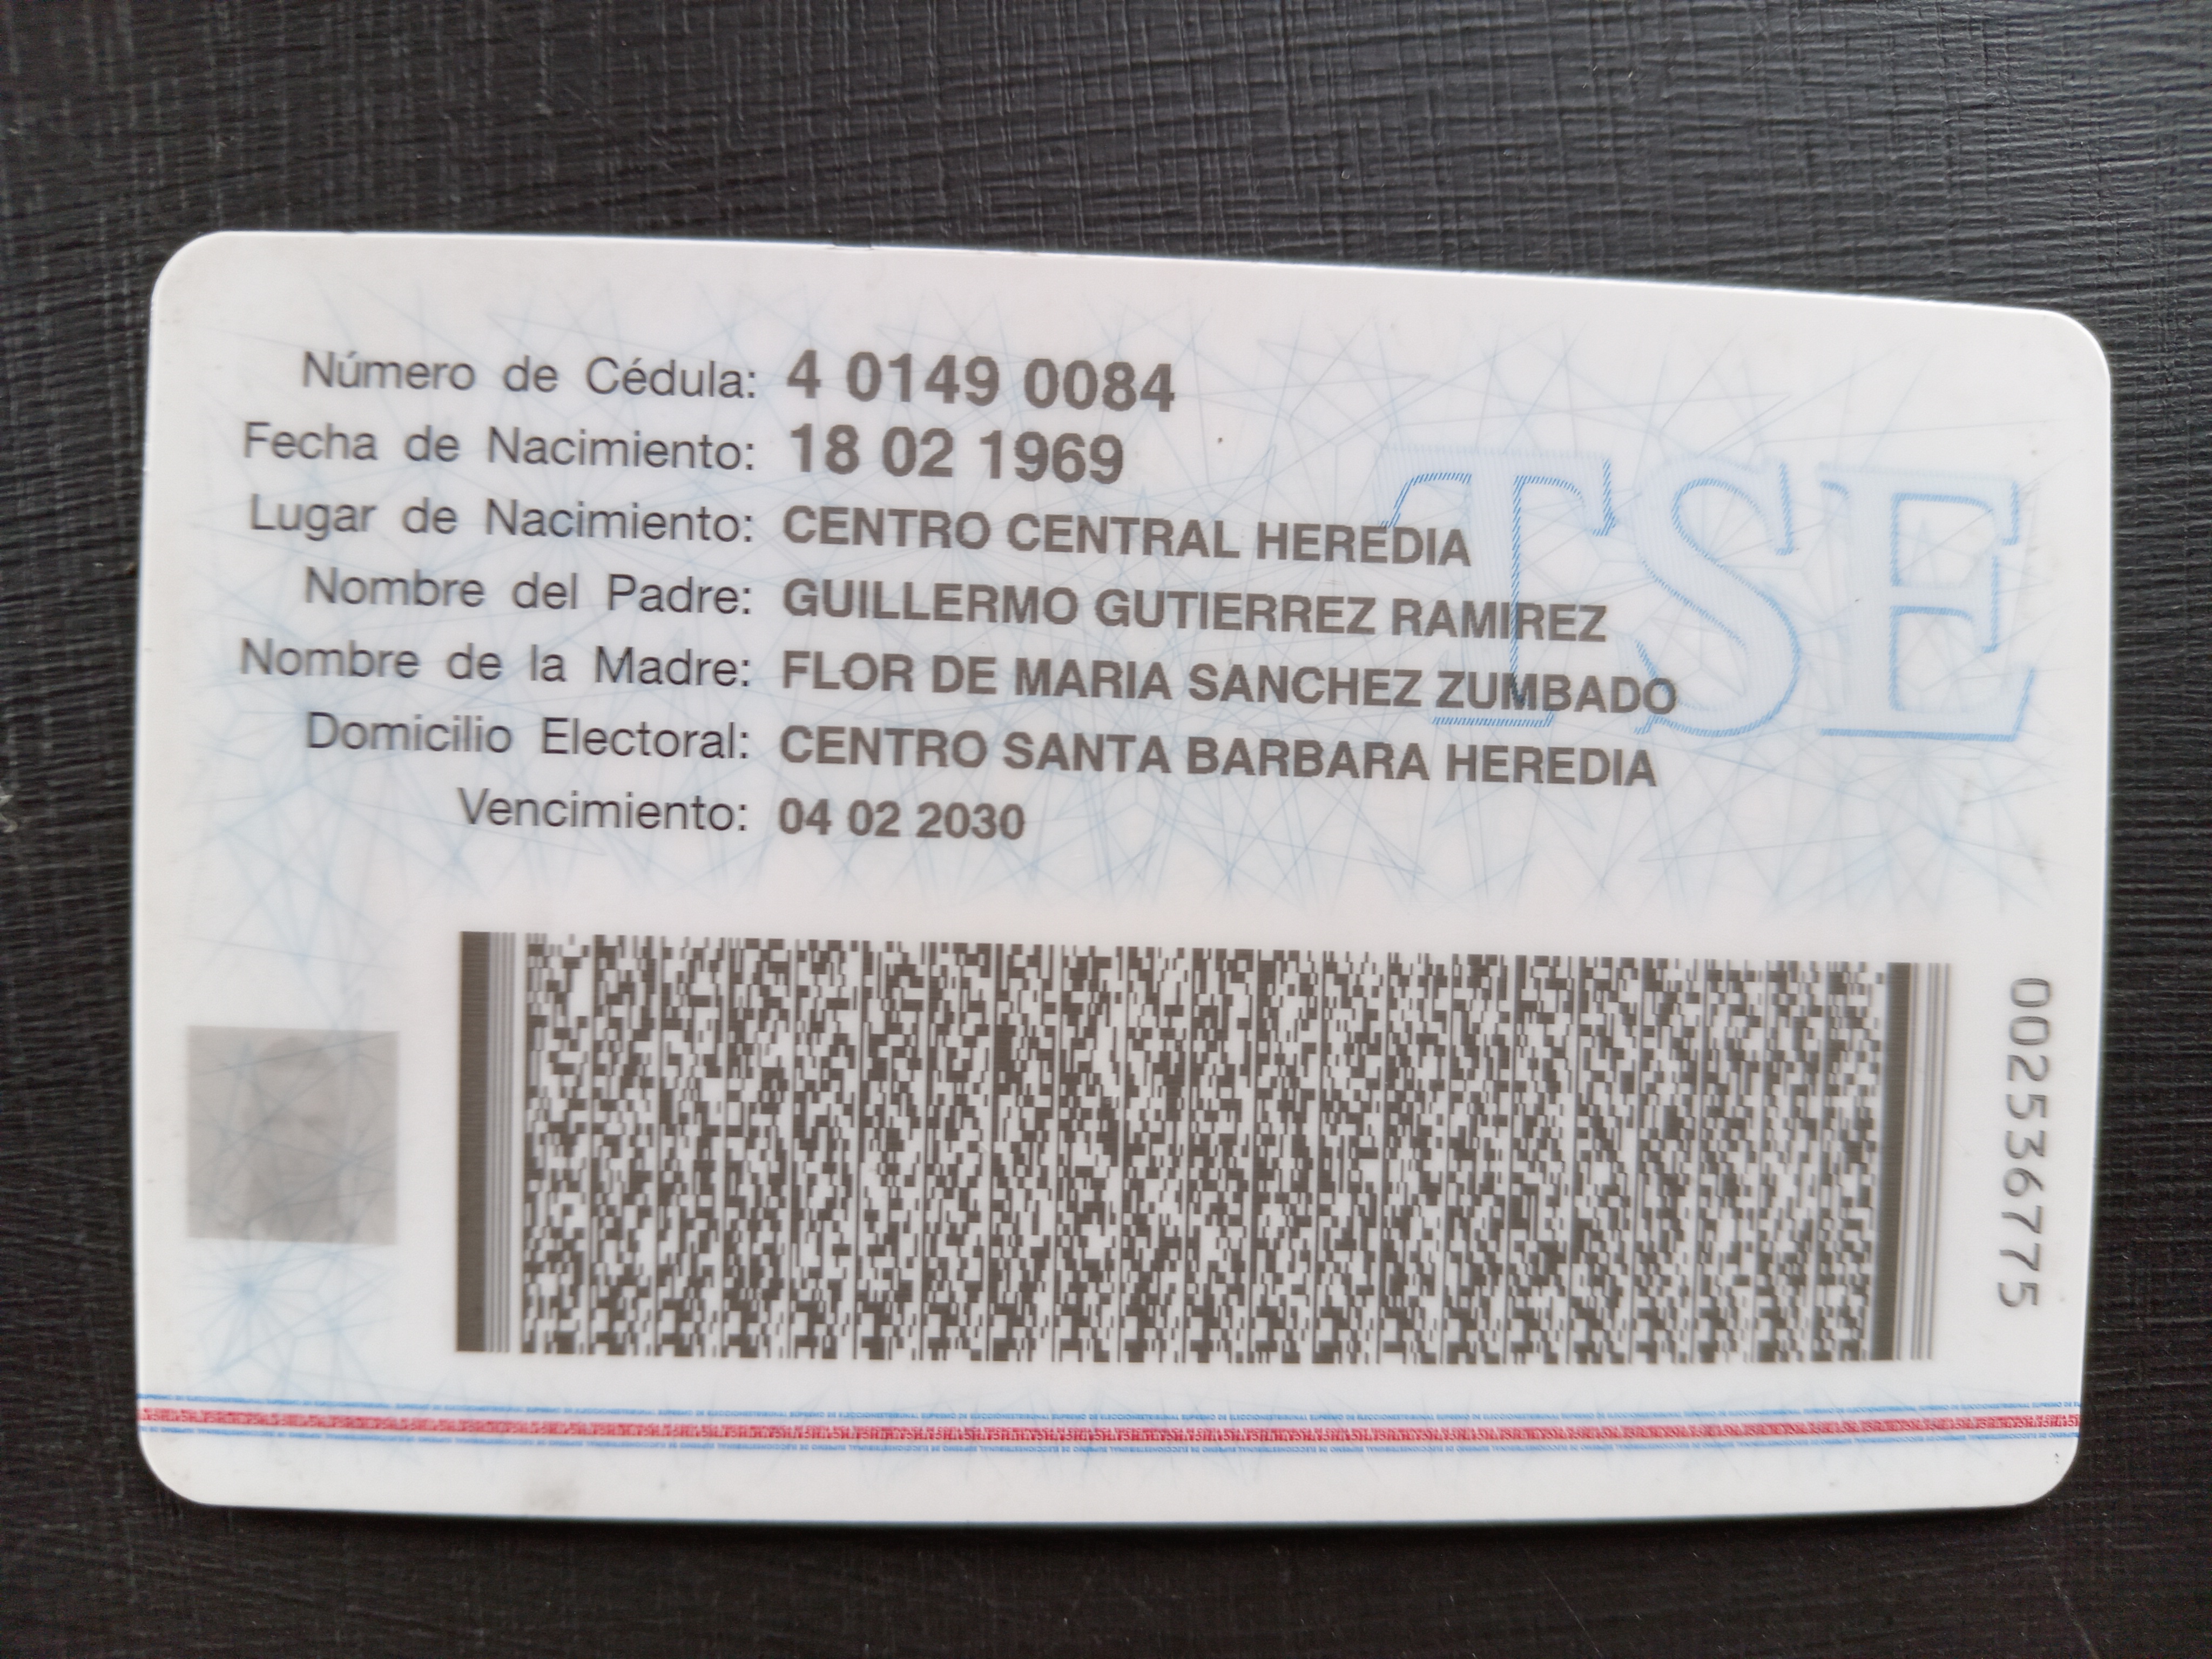 Número de Cédula: 4 0149 0084
Fecha de Nacimiento: 18 02 1969
Lugar de Nacimiento: CENTRO CENTRAL HEREDIA
Nombre del Padre: GUILLERMO GUTIERREZ RAMIREZ
Nombre de la Madre: FLOR DE MARIA SANCHEZ ZUMBADO
Domicilio Electoral: CENTRO SANTA BARBARA HEREDIA
Vencimiento: 04 02 2030
TSE
002536775